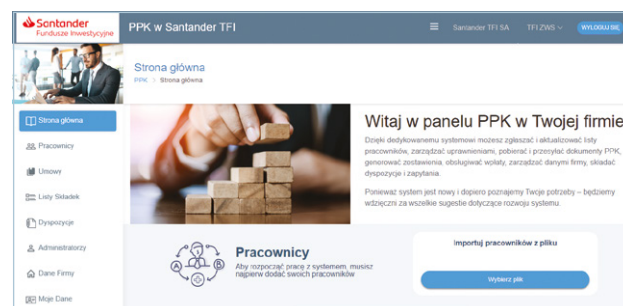 Santander
Fundusze Inwestycyjne
PPK w Santander TFI
Santander TFI SA
TFI ZWS
WYLOGUJ SIĘ
Strona główna
PPK > Strona główna
Strona główna
Pracownicy
Umowy
Listy Składek
Dyspozycje
Administratorzy
Dane Firmy
Moje Dane
Witaj w panelu PPK w Twojej firmie
Dzięki dedykowanemu systemowi możesz zgłaszać i aktualizować listy
pracowników, zarządzać uprawnieniami, pobierać i przesyłać dokumenty PPK,
generować zestawienia, obsługiwać wpłaty, zarządzać danymi firmy, składać
dyspozycje i zapytania.
Ponieważ system jest nowy i dopiero poznajemy Twoje potrzeby – będziemy
wdzięczni za wszelkie sugestie dotyczące rozwoju systemu.
Pracownicy
Aby rozpocząć pracę z systemem, musisz
najpierw dodać swoich pracowników
Importuj pracowników z pliku
Wybierz plik